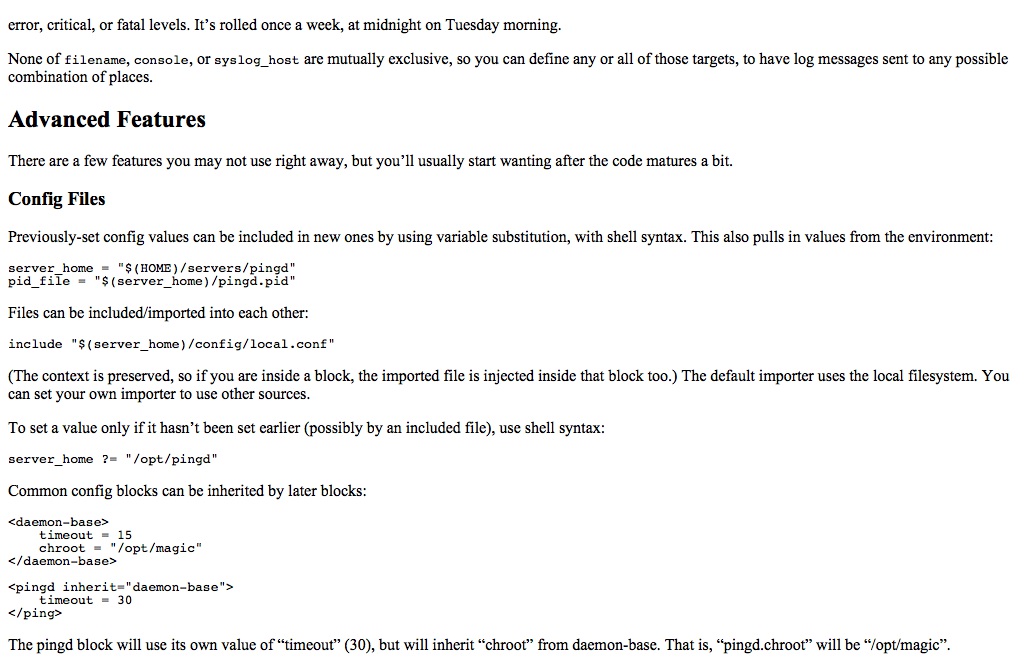 error, critical, or fatal levels. It’s rolled once a week, at midnight on Tuesday morning.
None of filename, console, or syslog_host are mutually exclusive, so you can define any or all of those targets, to have log messages sent to any possible
combination of places.
Advanced Features
There are a few features you may not use right away, but you’ll usually start wanting after the code matures a bit.
Config Files
Previously-set config values can be included in new ones by using variable substitution, with shell syntax. This also pulls in values from the environment:
server_home = "$(HOME)/servers/pingd"
pid_file = "$(server_home)/pingd.pid"
Files can be included/imported into each other:
include "$(server_home)/config/local.conf"
(The context is preserved, so if you are inside a block, the imported file is injected inside that block too.) The default importer uses the local filesystem. You
can set your own importer to use other sources.
To set a value only if it hasn’t been set earlier (possibly by an included file), use shell syntax:
server_home ?= "/opt/pingd"
Common config blocks can be inherited by later blocks:
<daemon-base>
    timeout = 15
    chroot = "/opt/magic"
</daemon-base>
<pingd inherit="daemon-base">
    timeout = 30
</ping>
The pingd block will use its own value of “timeout” (30), but will inherit “chroot” from daemon-base. That is, “pingd.chroot” will be “/opt/magic”.